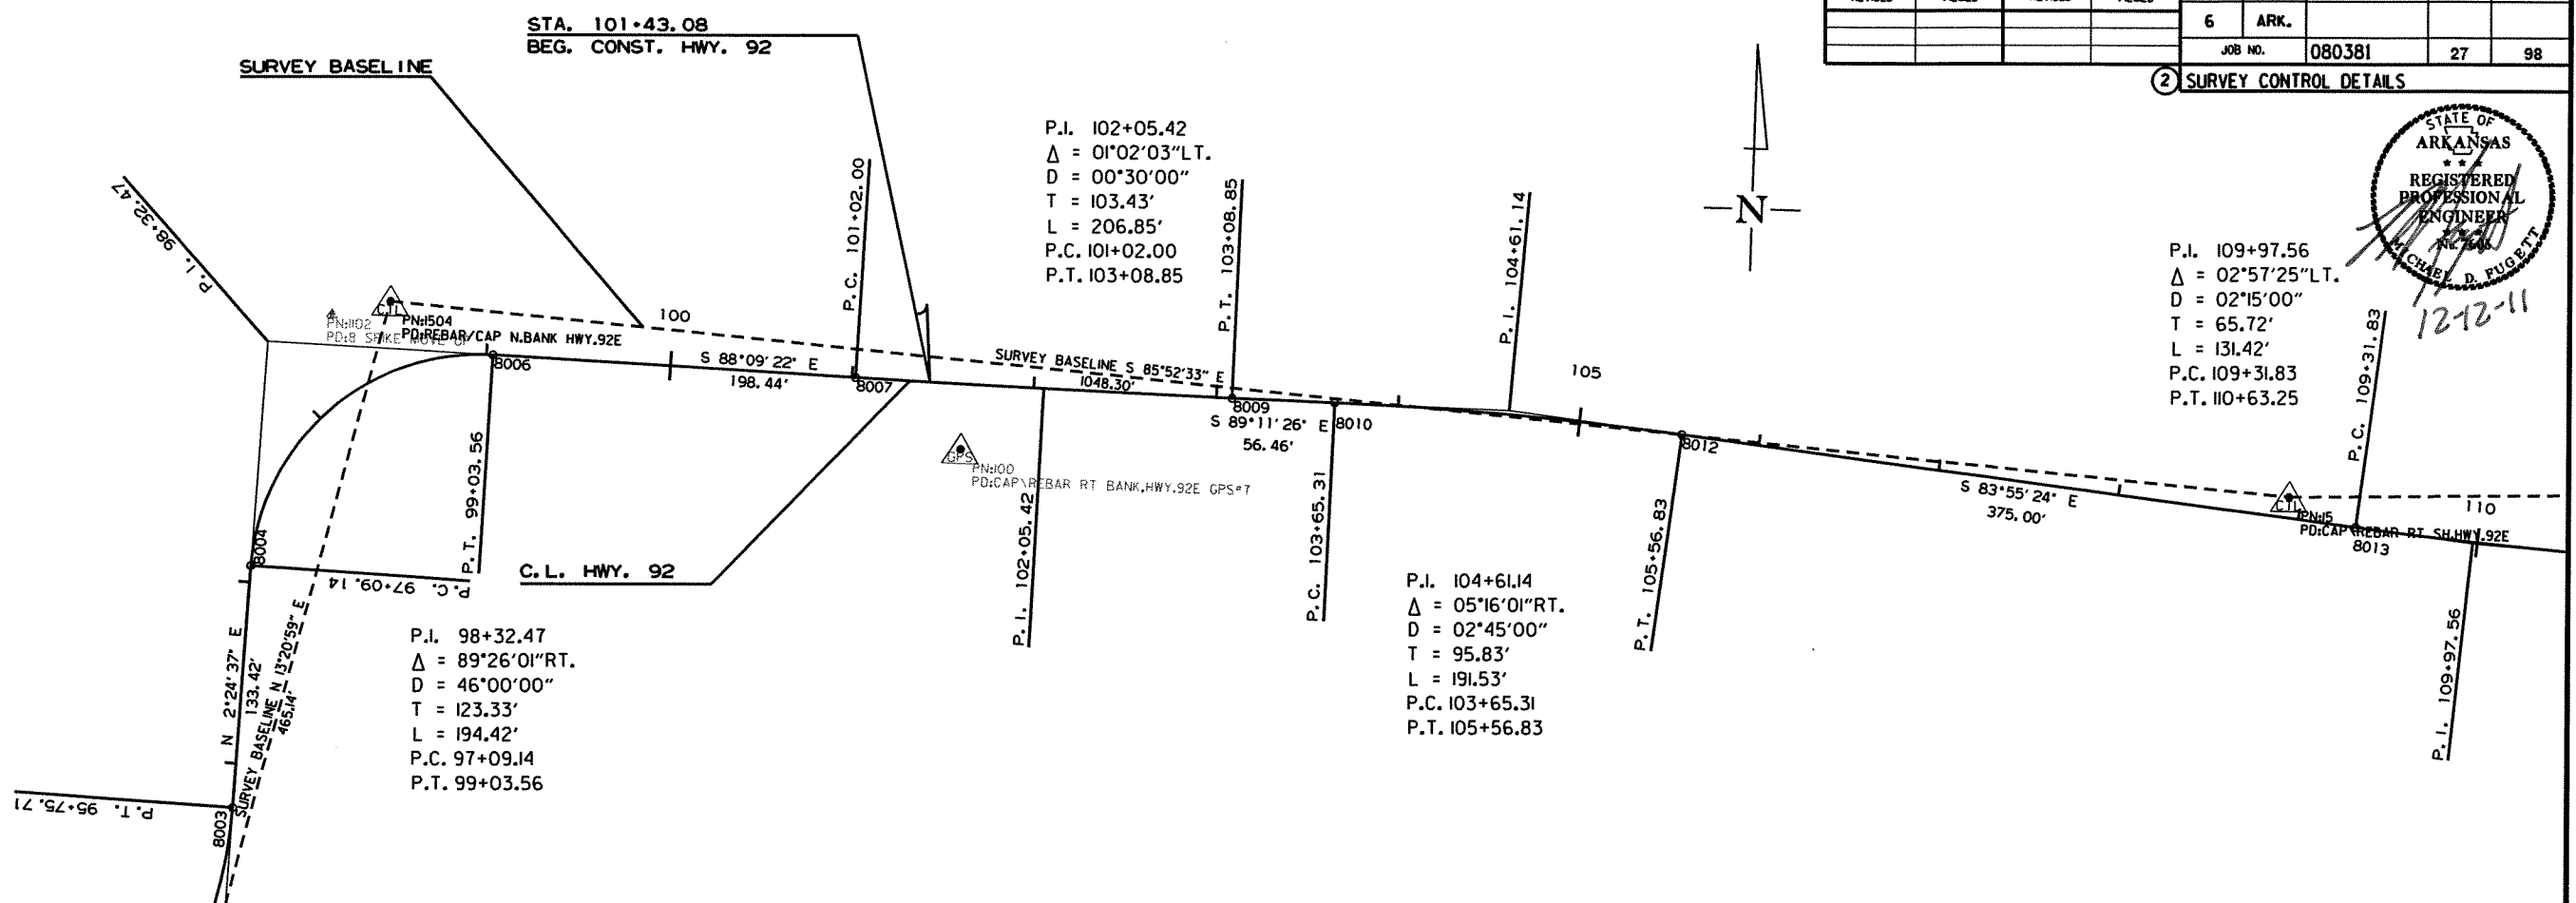 STA. 101+43.08
BEG. CONST. HWY. 92
SURVEY BASELINE
6 ARK.
JOB NO. 080381 27 98
2 SURVEY CONTROL DETAILS
STATE OF
ARKANSAS
★ ★ ★
REGISTERED
PROFESSIONAL
ENGINEER
★ ★ ★
MICHAEL D. FUGETT
12-12-11
N
P.I. 102+05.42
Δ = 01°02'03"LT.
D = 00°30'00"
T = 103.43'
L = 206.85'
P.C. 101+02.00
P.T. 103+08.85
P.I. 109+97.56
Δ = 02°57'25"LT.
D = 02°15'00"
T = 65.72'
L = 131.42'
P.C. 109+31.83
P.T. 110+63.25
P.I. 98+32.47
P.C. 101+02.00
P.T. 103+08.85
P.I. 104+61.14
P.C. 109+31.83
CTL
PN:1102
PD:8 SPIKE MOVE UP
PN:1504
PD:REBAR/CAP N.BANK HWY.92E
100
8006
S 88°09'22" E
198.44'
8007
SURVEY BASELINE S 85°52'33" E
1048.30'
8009
S 89°11'26" E
56.46'
8010
105
8012
S 83°55'24" E
375.00'
CTL
PN:15
PD:CAP\REBAR RT SH.HWY.92E
8013
110
GPS
PN:100
PD:CAP\REBAR RT BANK,HWY.92E GPS#7
8004
P.C. 97+09.14
P.T. 99+03.56
C.L. HWY. 92
P.I. 102+05.42
P.C. 103+65.31
P.T. 105+56.83
P.I. 109+97.56
N 2°24'37" E
133.42'
SURVEY BASELINE N 13°20'59" E
465.14'
P.I. 98+32.47
Δ = 89°26'01"RT.
D = 46°00'00"
T = 123.33'
L = 194.42'
P.C. 97+09.14
P.T. 99+03.56
P.I. 104+61.14
Δ = 05°16'01"RT.
D = 02°45'00"
T = 95.83'
L = 191.53'
P.C. 103+65.31
P.T. 105+56.83
P.T. 95+75.71
8003